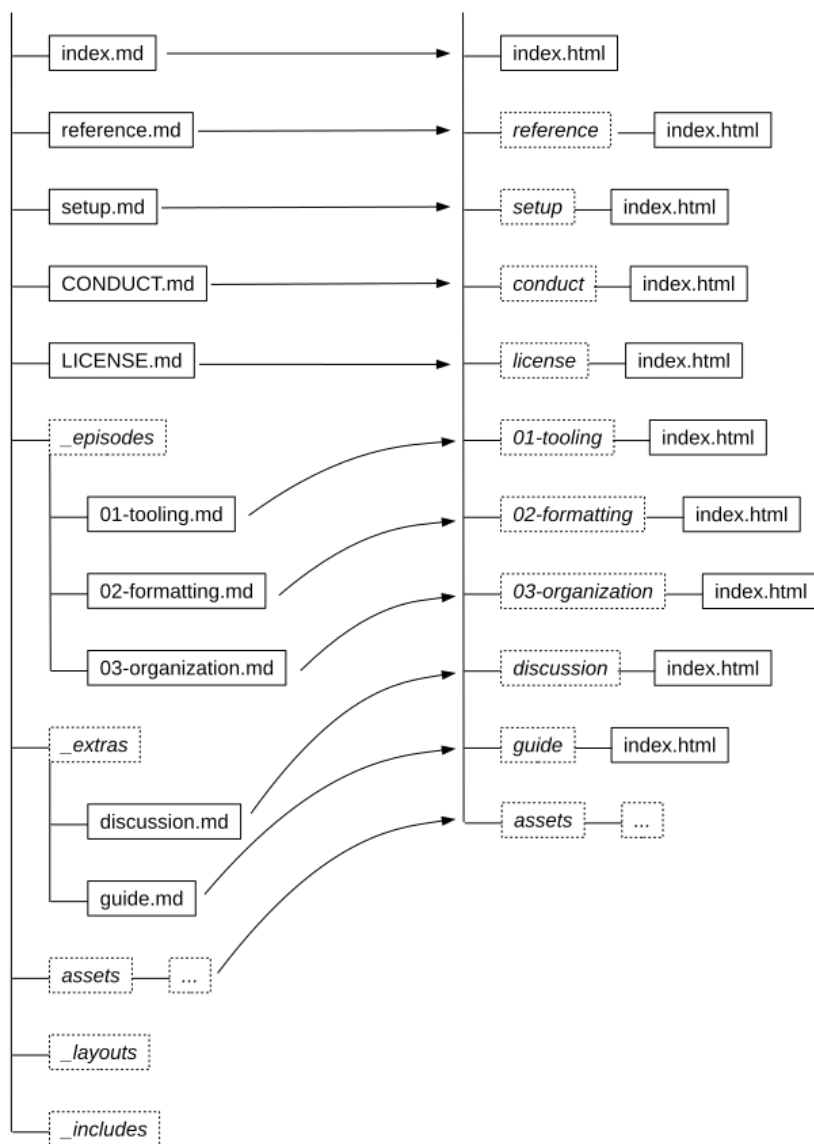 index.md
index.html
reference.md
reference
index.html
setup.md
setup
index.html
CONDUCT.md
conduct
index.html
LICENSE.md
license
index.html
_episodes
01-tooling
index.html
01-tooling.md
02-formatting
index.html
02-formatting.md
03-organization
index.html
03-organization.md
discussion
index.html
_extras
guide
index.html
discussion.md
assets
...
guide.md
assets
...
_layouts
_includes